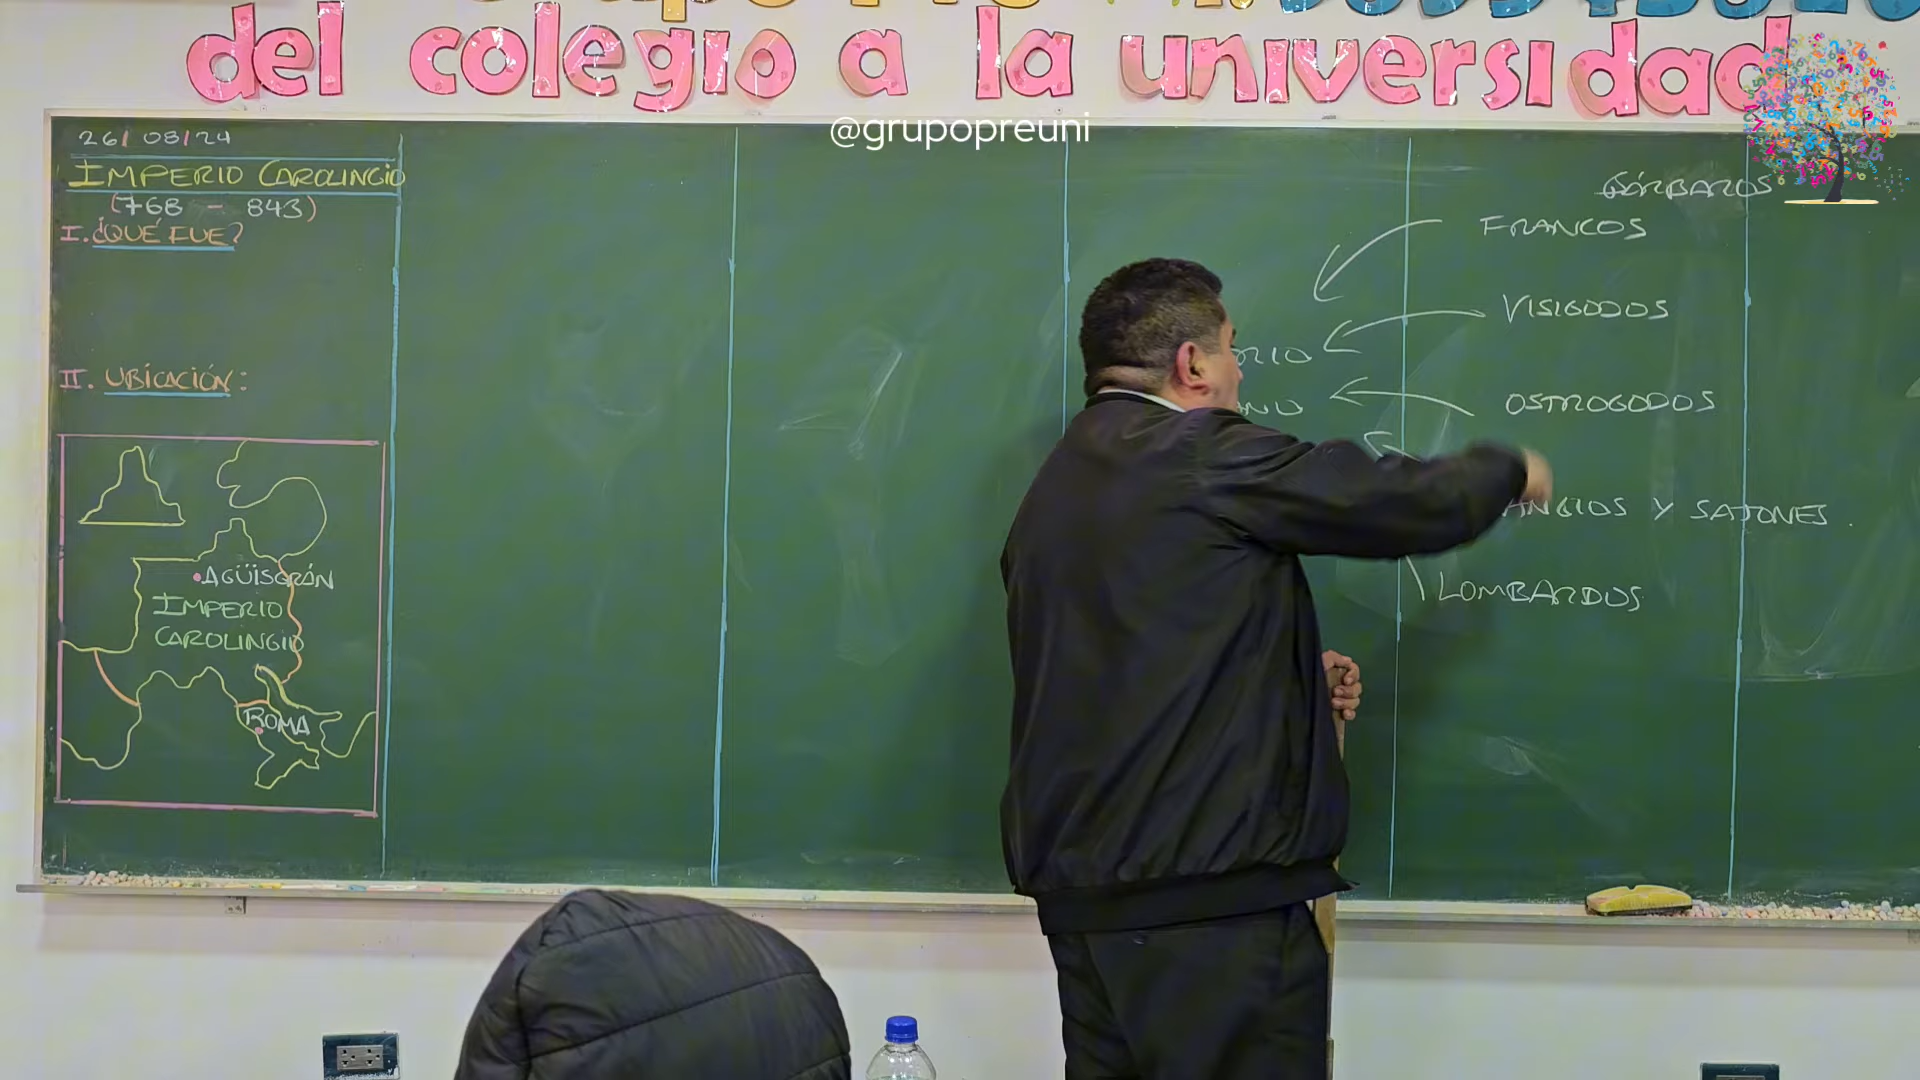 del colegio a la universidad
@grupopreuni
26/08/24
IMPERIO CAROLINGIO
(768 - 843)
I. ¿QUÉ FUE?
II. UBICACIÓN:
AGÜISGRÁN
IMPERIO
CAROLINGIO
ROMA
BÁRBAROS
FRANCOS
VISIGODOS
OSTROGODOS
ANGLOS Y SAJONES.
LOMBARDOS